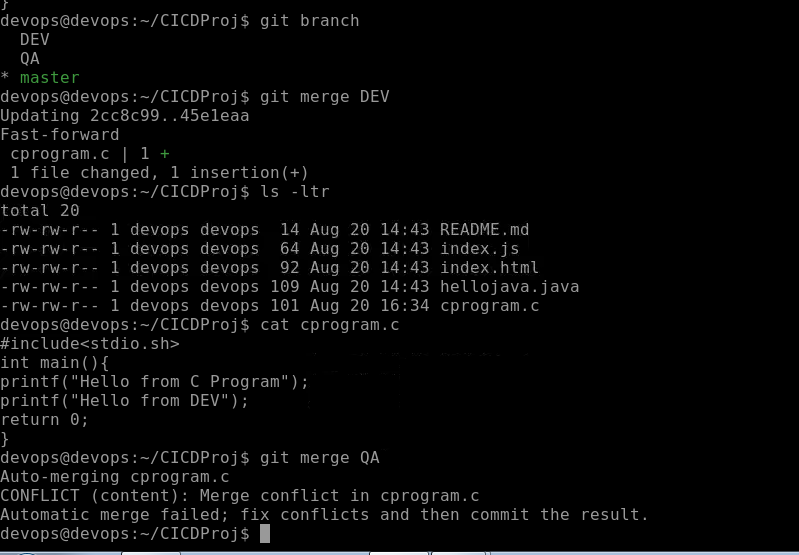 }
devops@devops:~/CICDProj$ git branch
  DEV
  QA
* master
devops@devops:~/CICDProj$ git merge DEV
Updating 2cc8c99..45e1eaa
Fast-forward
 cprogram.c | 1 +
 1 file changed, 1 insertion(+)
devops@devops:~/CICDProj$ ls -ltr
total 20
-rw-rw-r-- 1 devops devops  14 Aug 20 14:43 README.md
-rw-rw-r-- 1 devops devops  64 Aug 20 14:43 index.js
-rw-rw-r-- 1 devops devops  92 Aug 20 14:43 index.html
-rw-rw-r-- 1 devops devops 109 Aug 20 14:43 hellojava.java
-rw-rw-r-- 1 devops devops 101 Aug 20 16:34 cprogram.c
devops@devops:~/CICDProj$ cat cprogram.c
#include<stdio.sh>
int main(){
printf("Hello from C Program");
printf("Hello from DEV");
return 0;
}
devops@devops:~/CICDProj$ git merge QA
Auto-merging cprogram.c
CONFLICT (content): Merge conflict in cprogram.c
Automatic merge failed; fix conflicts and then commit the result.
devops@devops:~/CICDProj$